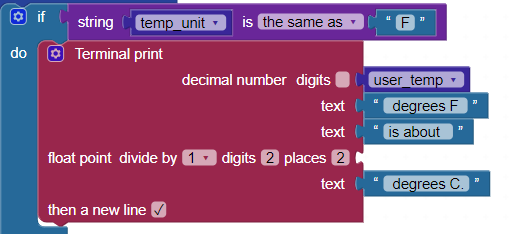 if string temp_unit is the same as “ F ”
do Terminal print
decimal number digits user_temp
text “ degrees F ”
text “ is about ”
float point divide by 1 digits 2 places 2
text “ degrees C. ”
then a new line ✓